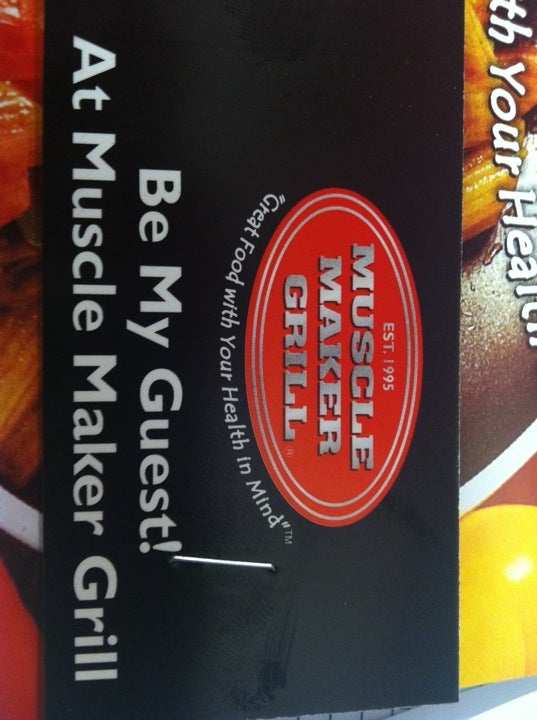 th Your Health
EST. 1995
MUSCLE
MAKER
GRILL®
"Great Food with Your Health in Mind"™
Be My Guest!
At Muscle Maker Grill